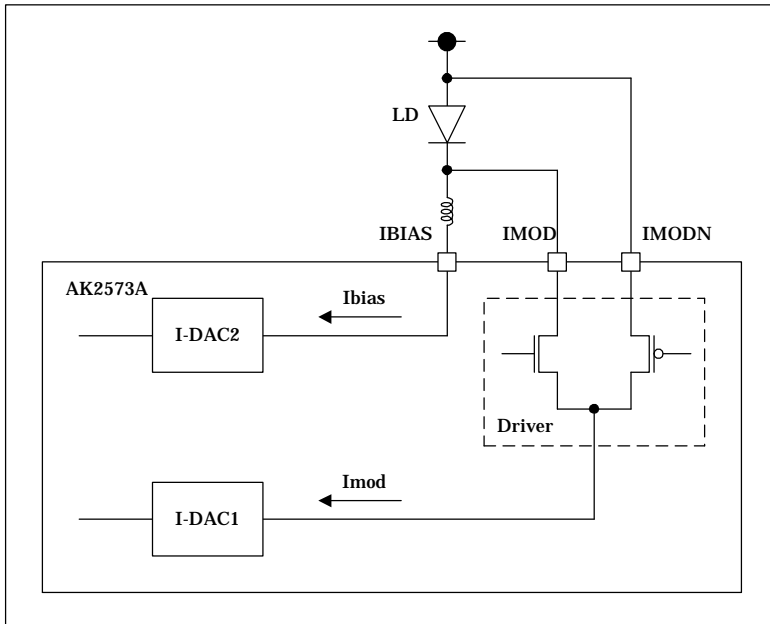 LD
IBIAS
IMOD
IMODN
AK2573A
Ibias
I-DAC2
Driver
Imod
I-DAC1